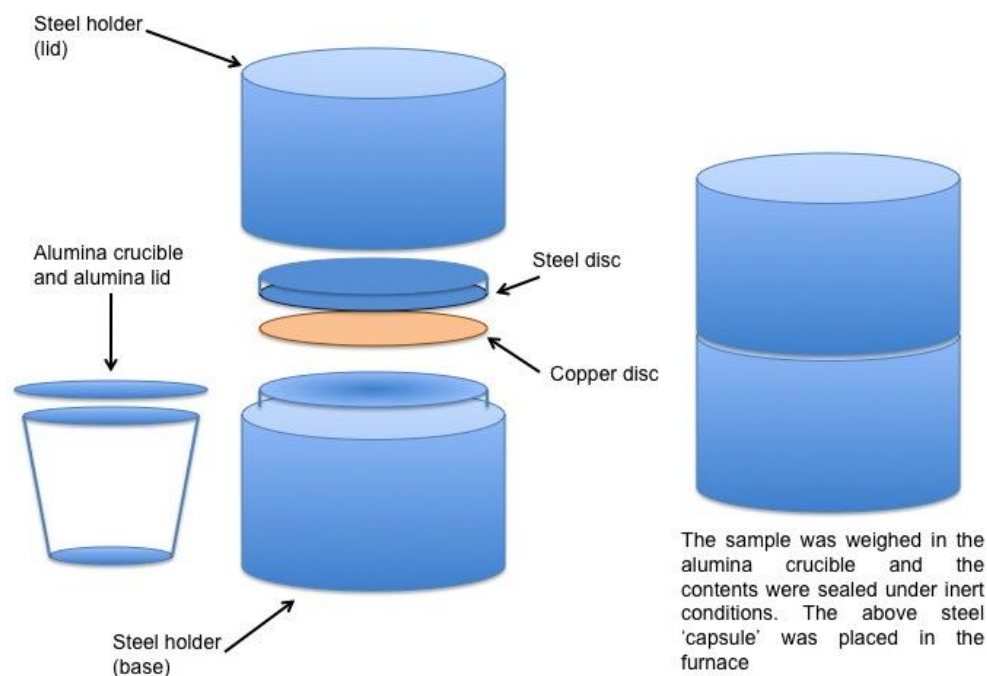 Steel holder
(lid)
Alumina crucible
and alumina lid
Steel disc
Copper disc
Steel holder
(base)
The sample was weighed in the
alumina crucible and the
contents were sealed under inert
conditions. The above steel
‘capsule’ was placed in the
furnace